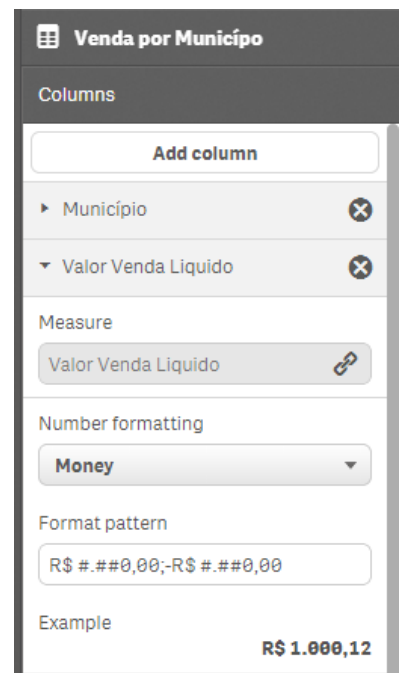 Venda por Municípo
Columns
Add column
Município
Valor Venda Liquido
Measure
Valor Venda Liquido
Number formatting
Money
Format pattern
R$ #.##0,00;-R$ #.##0,00
Example
R$ 1.000,12